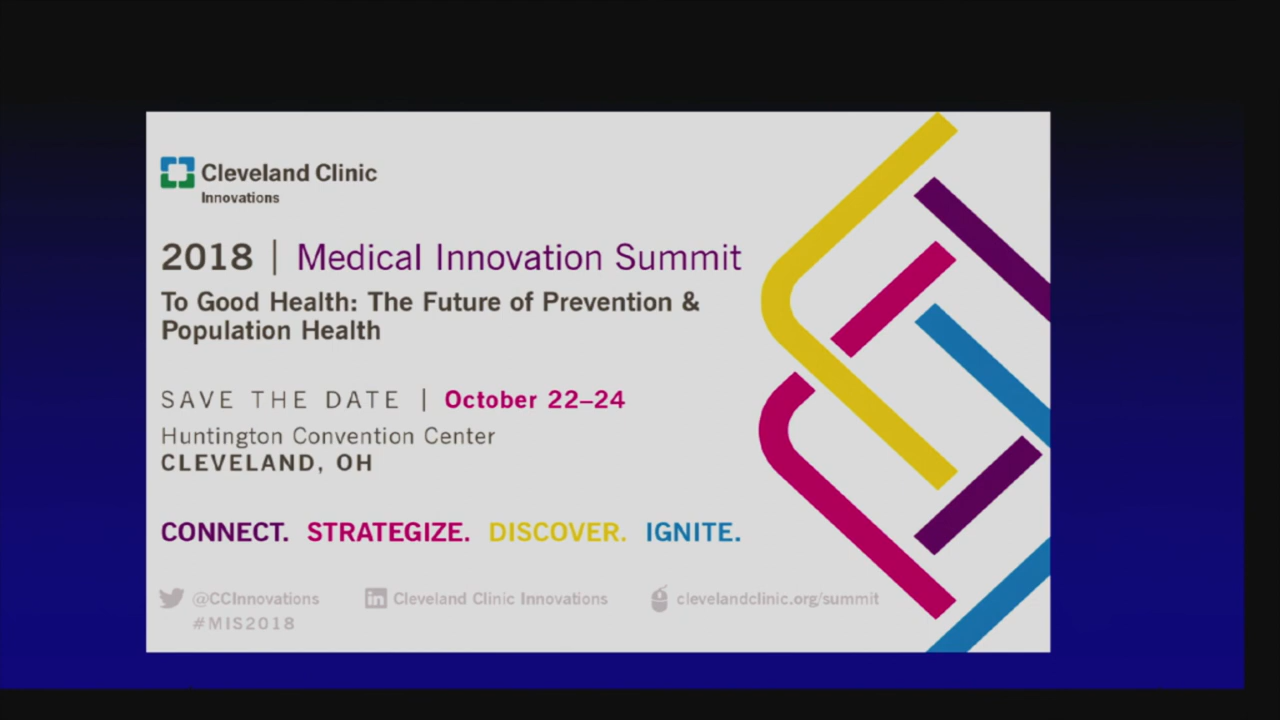 Cleveland Clinic
Innovations
2018 | Medical Innovation Summit
To Good Health: The Future of Prevention &
Population Health
SAVE THE DATE | October 22–24
Huntington Convention Center
CLEVELAND, OH
CONNECT. STRATEGIZE. DISCOVER. IGNITE.
@CCInnovations in Cleveland Clinic Innovations clevelandclinic.org/summit
#MIS2018